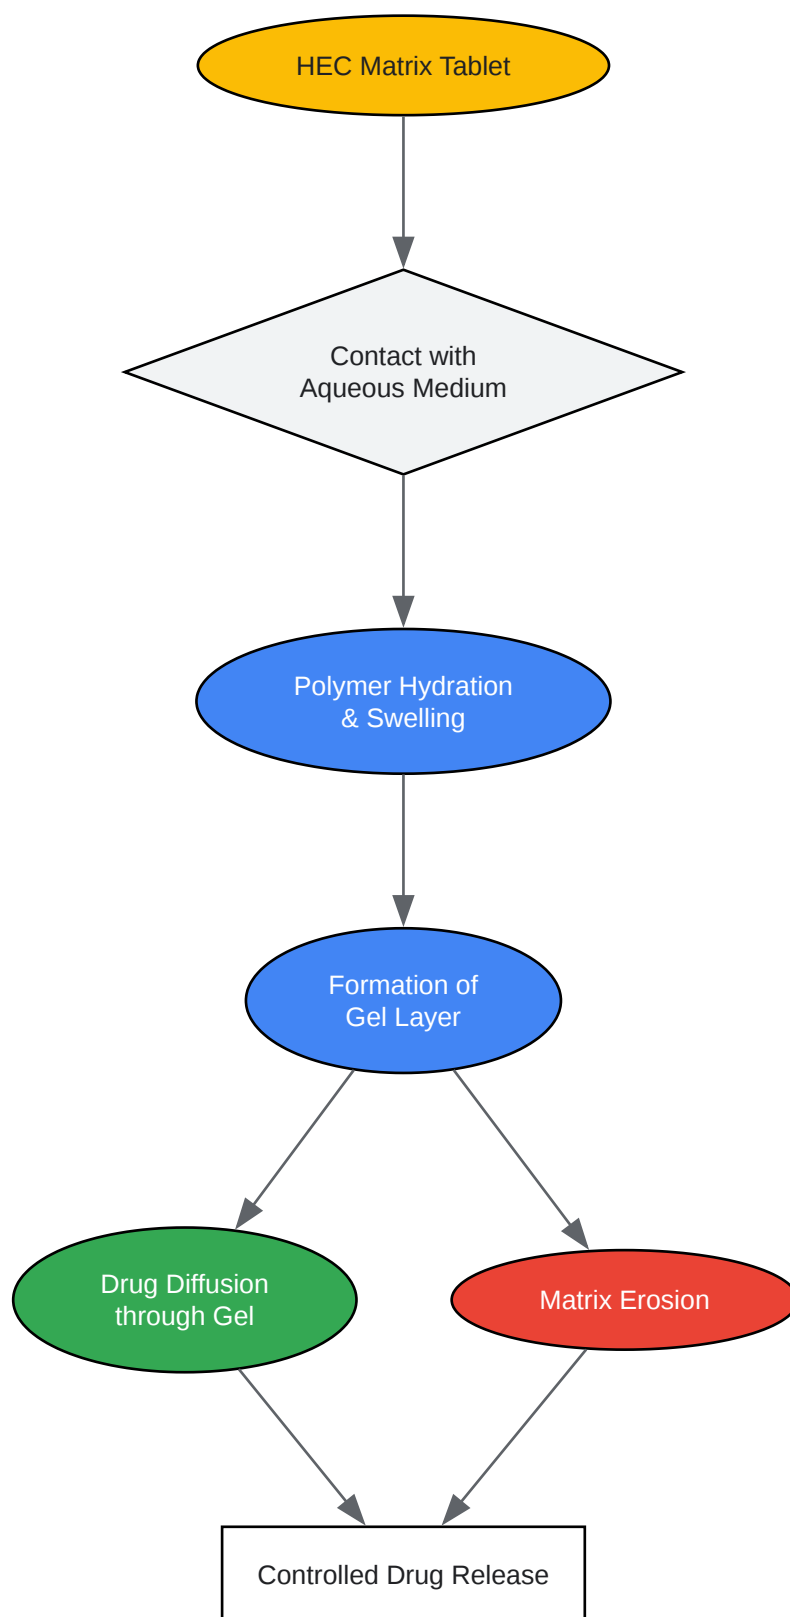 HEC Matrix Tablet
Contact with
Aqueous Medium
Polymer Hydration
& Swelling
Formation of
Gel Layer
Drug Diffusion
through Gel
Matrix Erosion
Controlled Drug Release